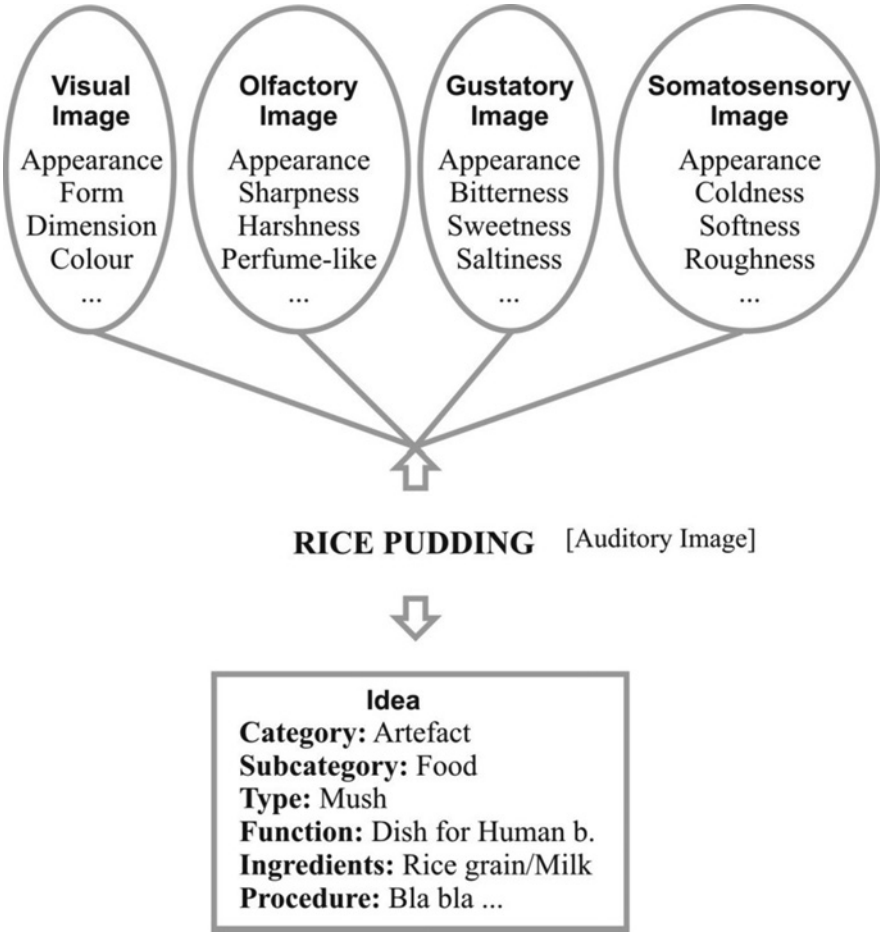 Visual
Image
Appearance
Form
Dimension
Colour
...
Olfactory
Image
Appearance
Sharpness
Harshness
Perfume-like
...
Gustatory
Image
Appearance
Bitterness
Sweetness
Saltiness
...
Somatosensory
Image
Appearance
Coldness
Softness
Roughness
...
RICE PUDDING [Auditory Image]
Idea
Category: Artefact
Subcategory: Food
Type: Mush
Function: Dish for Human b.
Ingredients: Rice grain/Milk
Procedure: Bla bla ...